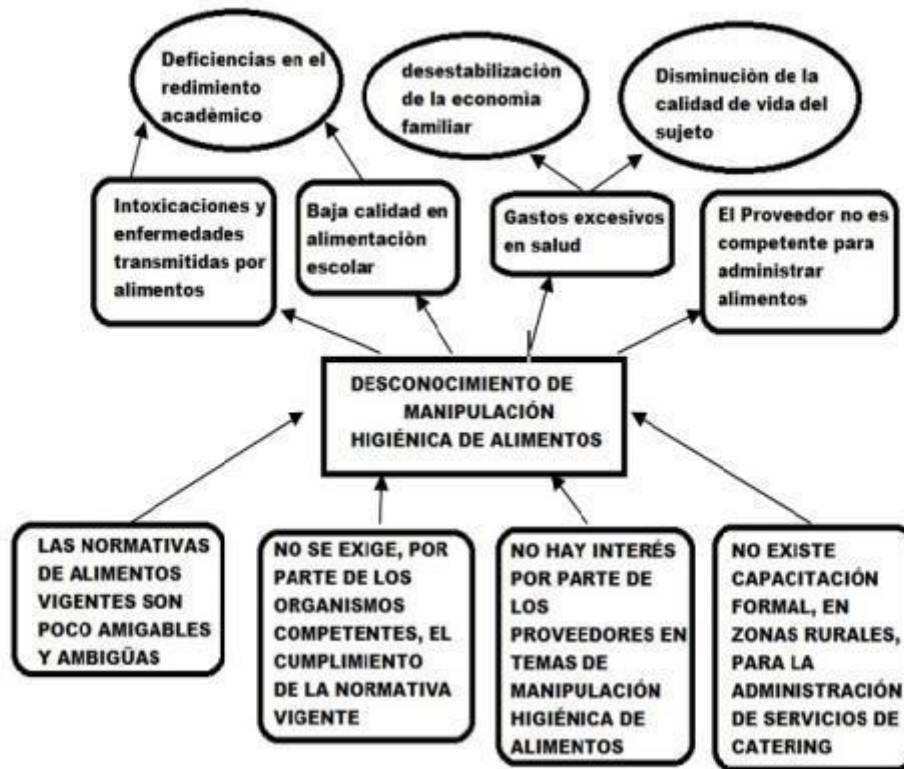 Deficiencias en el
redimiento
acadèmico
desestabilizaciòn
de la economìa
familiar
Disminuciòn de la
calidad de vida del
sujeto
Intoxicaciones y
enfermedades
transmitidas por
alimentos
Baja calidad en
alimentaciòn
escolar
Gastos excesivos
en salud
El Proveedor no es
competente para
administrar
alimentos
DESCONOCIMIENTO DE
MANIPULACIÓN
HIGIÉNICA DE ALIMENTOS
LAS NORMATIVAS
DE ALIMENTOS
VIGENTES SON
POCO AMIGABLES
Y AMBIGÜAS
NO SE EXIGE, POR
PARTE DE LOS
ORGANISMOS
COMPETENTES, EL
CUMPLIMIENTO
DE LA NORMATIVA
VIGENTE
NO HAY INTERÉS
POR PARTE DE
LOS
PROVEEDORES EN
TEMAS DE
MANIPULACIÓN
HIGIÉNICA DE
ALIMENTOS
NO EXISTE
CAPACITACIÓN
FORMAL, EN
ZONAS RURALES,
PARA LA
ADMINISTRACIÓN
DE SERVICIOS DE
CATERING